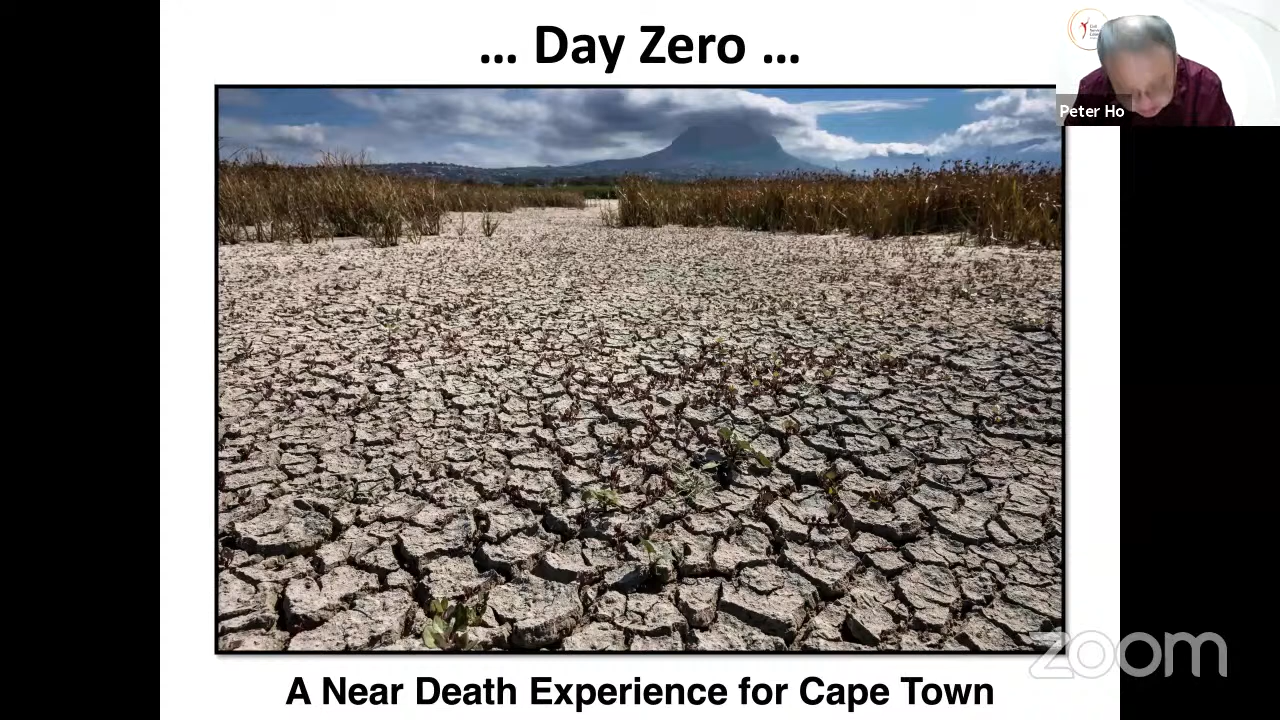 ... Day Zero ...
Peter Ho
zoom
A Near Death Experience for Cape Town